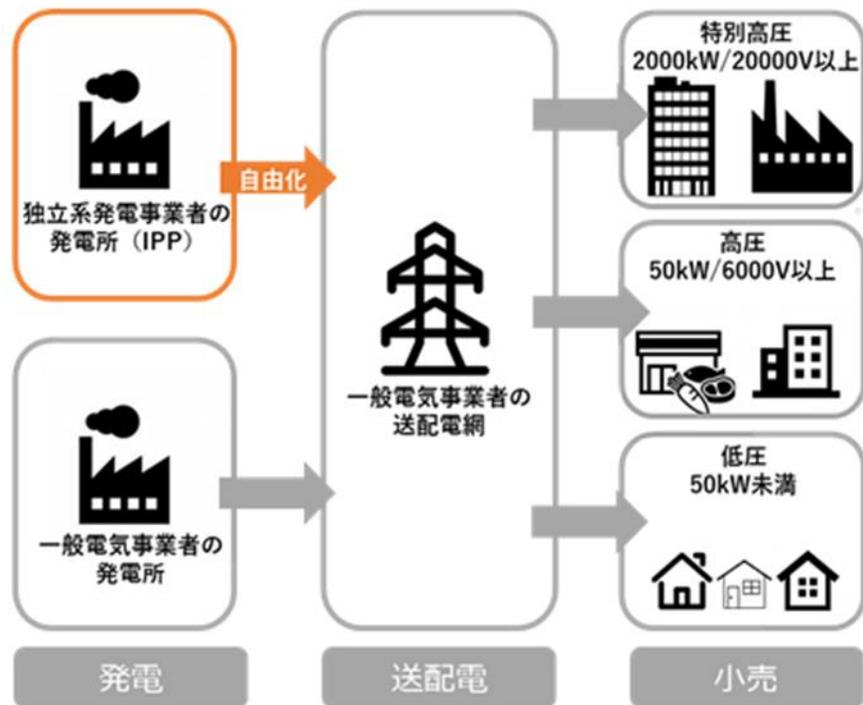 独立系発電事業者の
発電所（IPP）
自由化
一般電気事業者の
発電所
発電
一般電気事業者の
送配電網
送配電
特別高圧
2000kW/20000V以上
高圧
50kW/6000V以上
低圧
50kW未満
小売